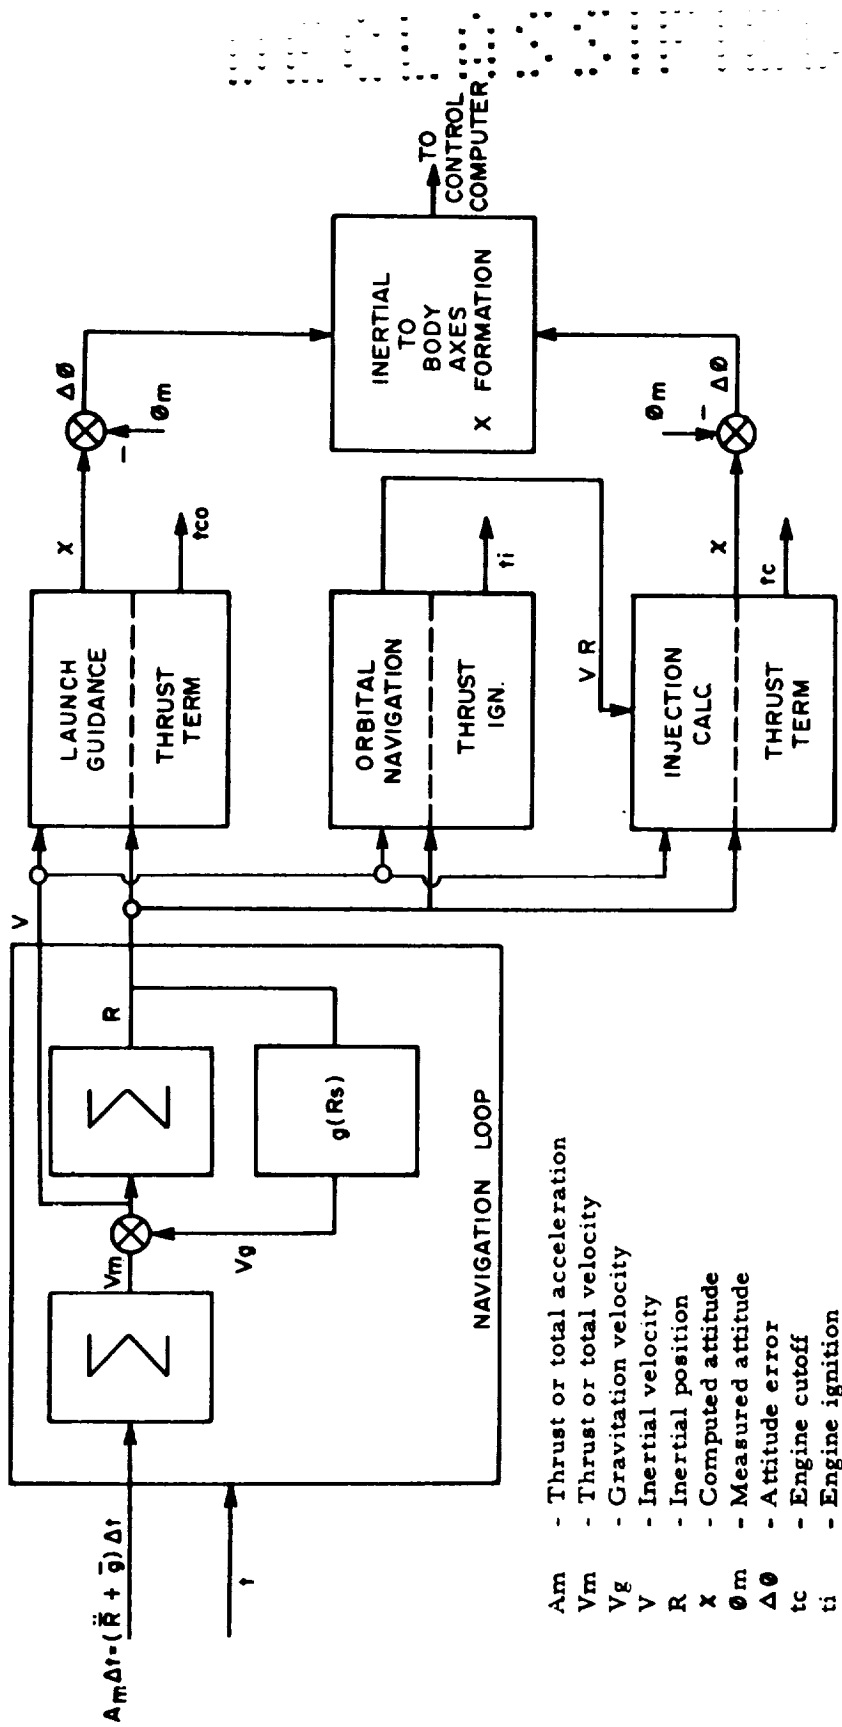 DECLASSIFIED
Am Δt=(R̈ + g̅) Δt
t
Σ
Vm
Vg
Σ
R
g(Rs)
NAVIGATION LOOP
V
LAUNCH
GUIDANCE
THRUST
TERM
χ
tco
Δø
øm
−
ORBITAL
NAVIGATION
THRUST
IGN.
ti
V R
INJECTION
CALC.
THRUST
TERM
χ
tc
øm
−
Δø
INERTIAL
TO
BODY
AXES
X FORMATION
TO
CONTROL
COMPUTER
Am - Thrust or total acceleration
Vm - Thrust or total velocity
Vg - Gravitation velocity
V - Inertial velocity
R - Inertial position
χ - Computed attitude
øm - Measured attitude
Δø - Attitude error
tc - Engine cutoff
ti - Engine ignition